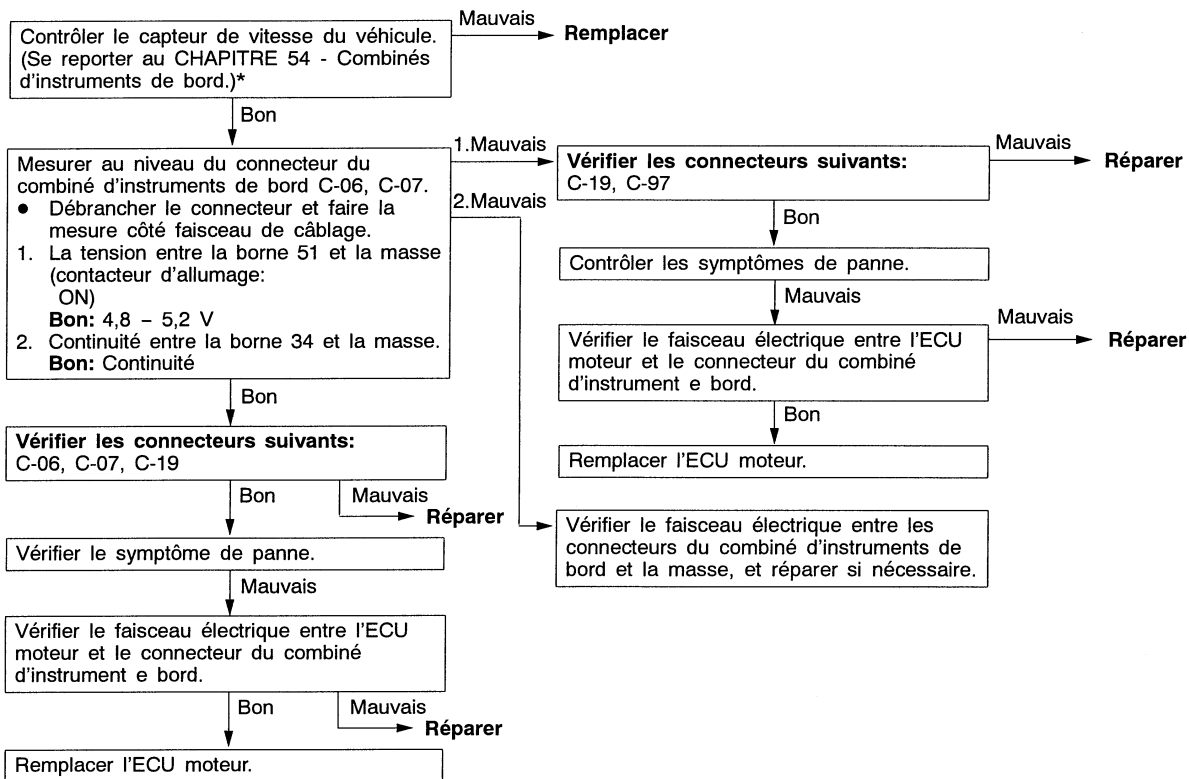 Contrôler le capteur de vitesse du véhicule.
(Se reporter au CHAPITRE 54 - Combinés
d'instruments de bord.)*
Mauvais
Remplacer
Bon
Mesurer au niveau du connecteur du
combiné d'instruments de bord C-06, C-07.
● Débrancher le connecteur et faire la
mesure côté faisceau de câblage.
1. La tension entre la borne 51 et la masse
(contacteur d'allumage:
ON)
Bon: 4,8 – 5,2 V
2. Continuité entre la borne 34 et la masse.
Bon: Continuité
1.Mauvais
2.Mauvais
Vérifier les connecteurs suivants:
C-19, C-97
Mauvais
Réparer
Bon
Contrôler les symptômes de panne.
Mauvais
Vérifier le faisceau électrique entre l'ECU
moteur et le connecteur du combiné
d'instrument e bord.
Mauvais
Réparer
Bon
Remplacer l'ECU moteur.
Vérifier le faisceau électrique entre les
connecteurs du combiné d'instruments de
bord et la masse, et réparer si nécessaire.
Bon
Vérifier les connecteurs suivants:
C-06, C-07, C-19
Bon
Mauvais
Réparer
Vérifier le symptôme de panne.
Mauvais
Vérifier le faisceau électrique entre l'ECU
moteur et le connecteur du combiné
d'instrument e bord.
Bon
Mauvais
Réparer
Remplacer l'ECU moteur.